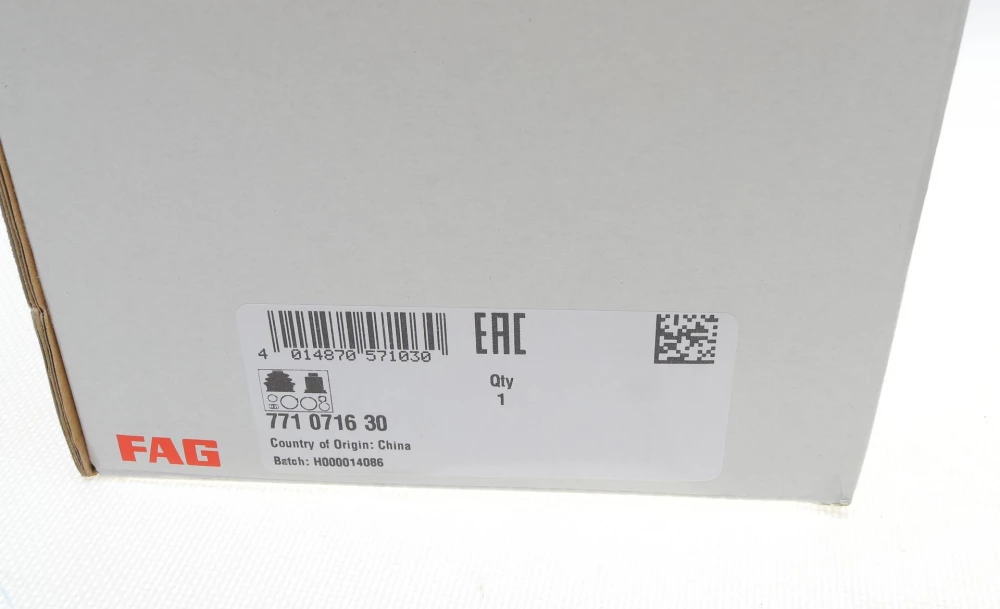 EAC
4 014870 571030
Qty
1
771 0716 30
Country of Origin: China
Batch: H000014086
FAG